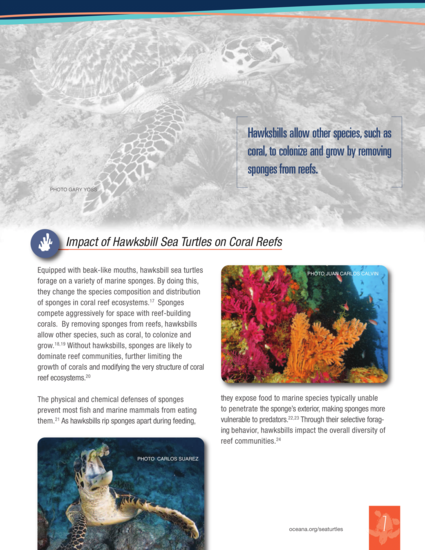 Hawksbills allow other species, such as
coral, to colonize and grow by removing
sponges from reefs.
PHOTO GARY YOSS
Impact of Hawksbill Sea Turtles on Coral Reefs
Equipped with beak-like mouths, hawksbill sea turtles
forage on a variety of marine sponges. By doing this,
they change the species composition and distribution
of sponges in coral reef ecosystems.17 Sponges
compete aggressively for space with reef-building
corals. By removing sponges from reefs, hawksbills
allow other species, such as coral, to colonize and
grow.18,19 Without hawksbills, sponges are likely to
dominate reef communities, further limiting the
growth of corals and modifying the very structure of coral
reef ecosystems.20
The physical and chemical defenses of sponges
prevent most fish and marine mammals from eating
them.21 As hawksbills rip sponges apart during feeding,
PHOTO: CARLOS SUAREZ
PHOTO: JUAN CARLOS CALVIN
they expose food to marine species typically unable
to penetrate the sponge's exterior, making sponges more
vulnerable to predators.22,23 Through their selective forag-
ing behavior, hawksbills impact the overall diversity of
reef communities.24
oceana.org/seaturtles